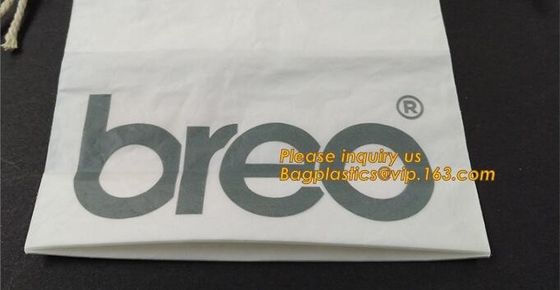 breo®
Please inquiry us
Bagplastics@vip.163.com